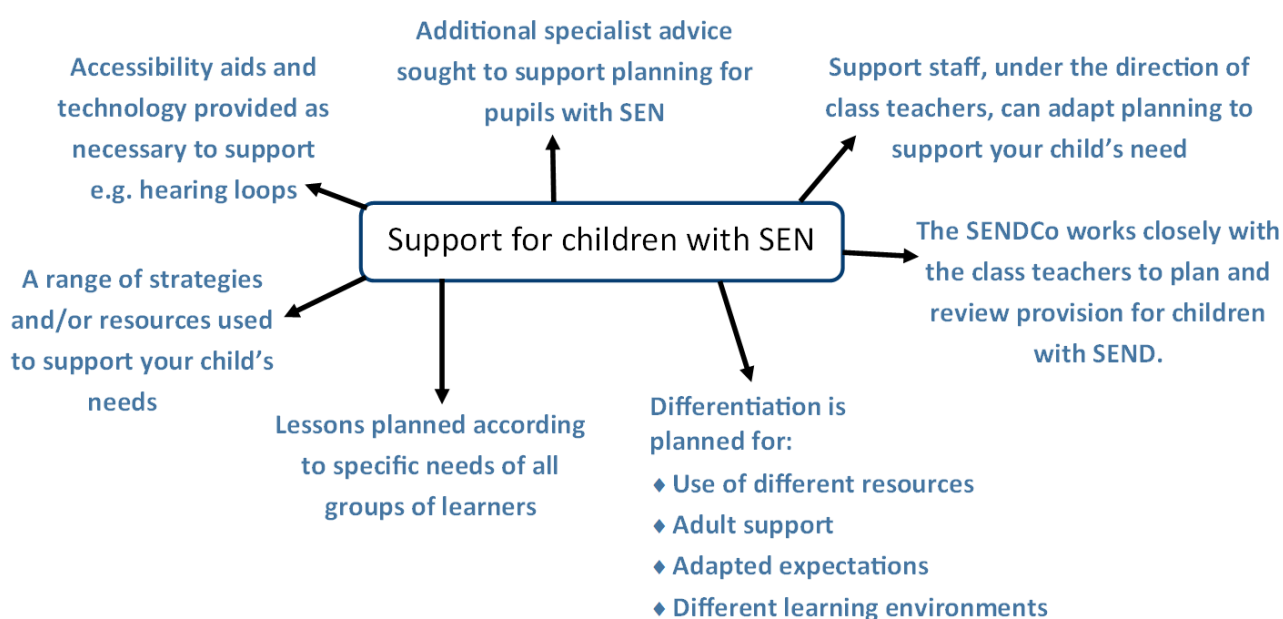 Accessibility aids and
technology provided as
necessary to support
e.g. hearing loops
Additional specialist advice
sought to support planning for
pupils with SEN
Support staff, under the direction of
class teachers, can adapt planning to
support your child’s need
Support for children with SEN
The SENDCo works closely with
the class teachers to plan and
review provision for children
with SEND.
A range of strategies
and/or resources used
to support your child’s
needs
Lessons planned according
to specific needs of all
groups of learners
Differentiation is
planned for:
♦ Use of different resources
♦ Adult support
♦ Adapted expectations
♦ Different learning environments